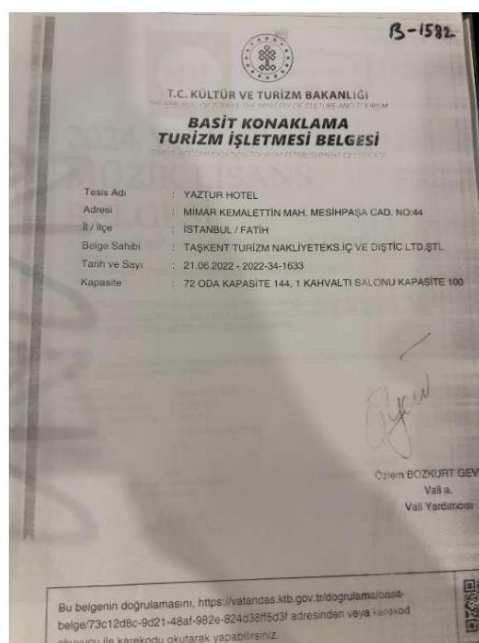 B-1582
T.C. KÜLTÜR VE TURİZM BAKANLIĞI
BASİT KONAKLAMA
TURİZM İŞLETMESİ BELGESİ
Tesis Adı : YAZTUR HOTEL
Adresi : MİMAR KEMALETTİN MAH. MESİHPAŞA CAD. NO:44
İl / İlçe : İSTANBUL / FATİH
Belge Sahibi : TAŞKENT TURİZM NAKLİYETEKS.İÇ VE DIŞTİC.LTD.ŞTİ.
Tarih ve Sayı : 21.06.2022 - 2022-34-1633
Kapasite : 72 ODA KAPASİTE 144, 1 KAHVALTI SALONU KAPASİTE 100
Özlem BOZKURT GEV
Vali a.
Vali Yardımcısı
Bu belgenin doğrulamasını, https://vatandas.ktb.gov.tr/dogrulama/basit-
belge/73c12d8c-9d21-48af-982e-824d38ff5d3f adresinden veya karekod
okuyucu ile karekodu okutarak yapabilirsiniz.